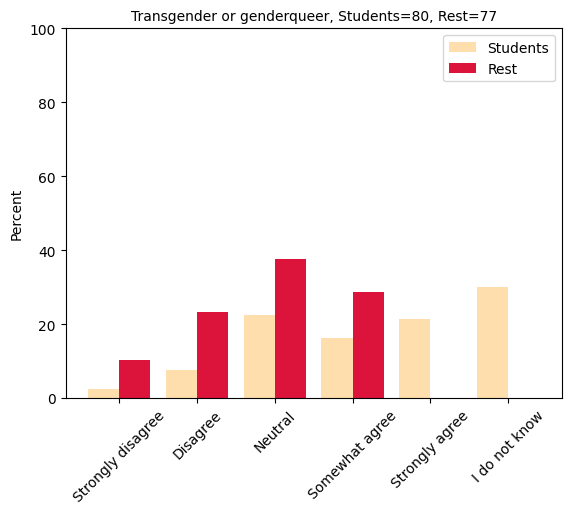 Transgender or genderqueer, Students=80, Rest=77
100
80
60
40
20
0
Percent
Students
Rest
Strongly disagree
Disagree
Neutral
Somewhat agree
Strongly agree
I do not know